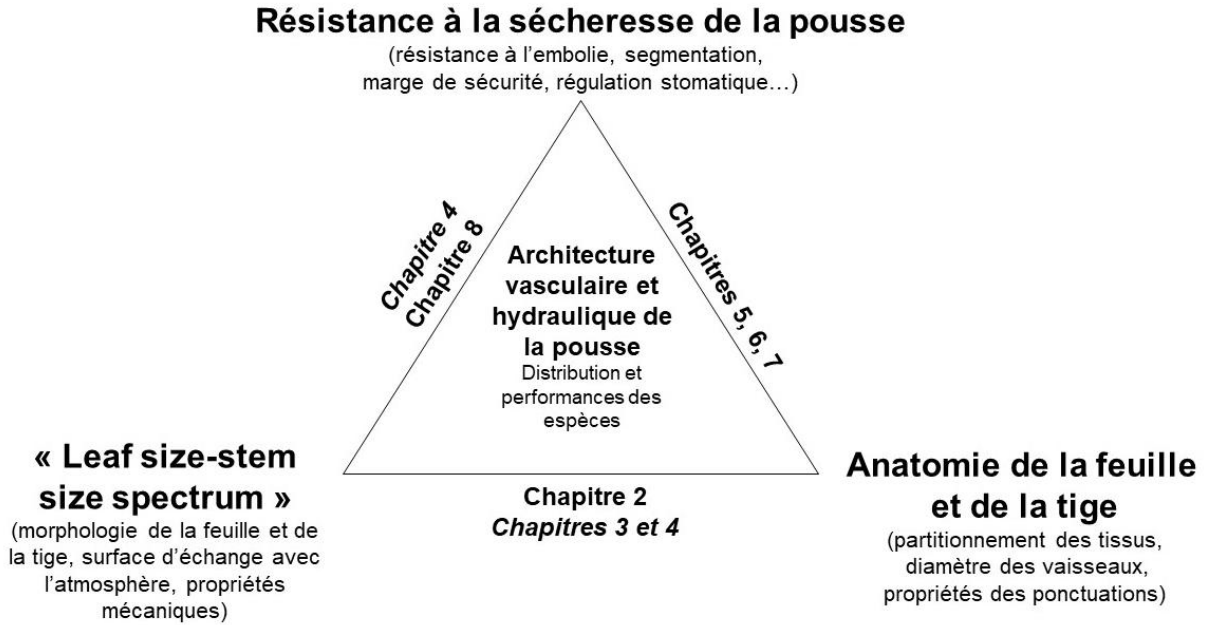 Résistance à la sécheresse de la pousse
(résistance à l'embolie, segmentation,
marge de sécurité, régulation stomatique…)
Chapitre 4
Chapitre 8
Chapitres 5, 6, 7
Architecture
vasculaire et
hydraulique de
la pousse
Distribution et
performances des
espèces
« Leaf size-stem
size spectrum »
(morphologie de la feuille et de
la tige, surface d'échange avec
l'atmosphère, propriétés
mécaniques)
Chapitre 2
Chapitres 3 et 4
Anatomie de la feuille
et de la tige
(partitionnement des tissus,
diamètre des vaisseaux,
propriétés des ponctuations)